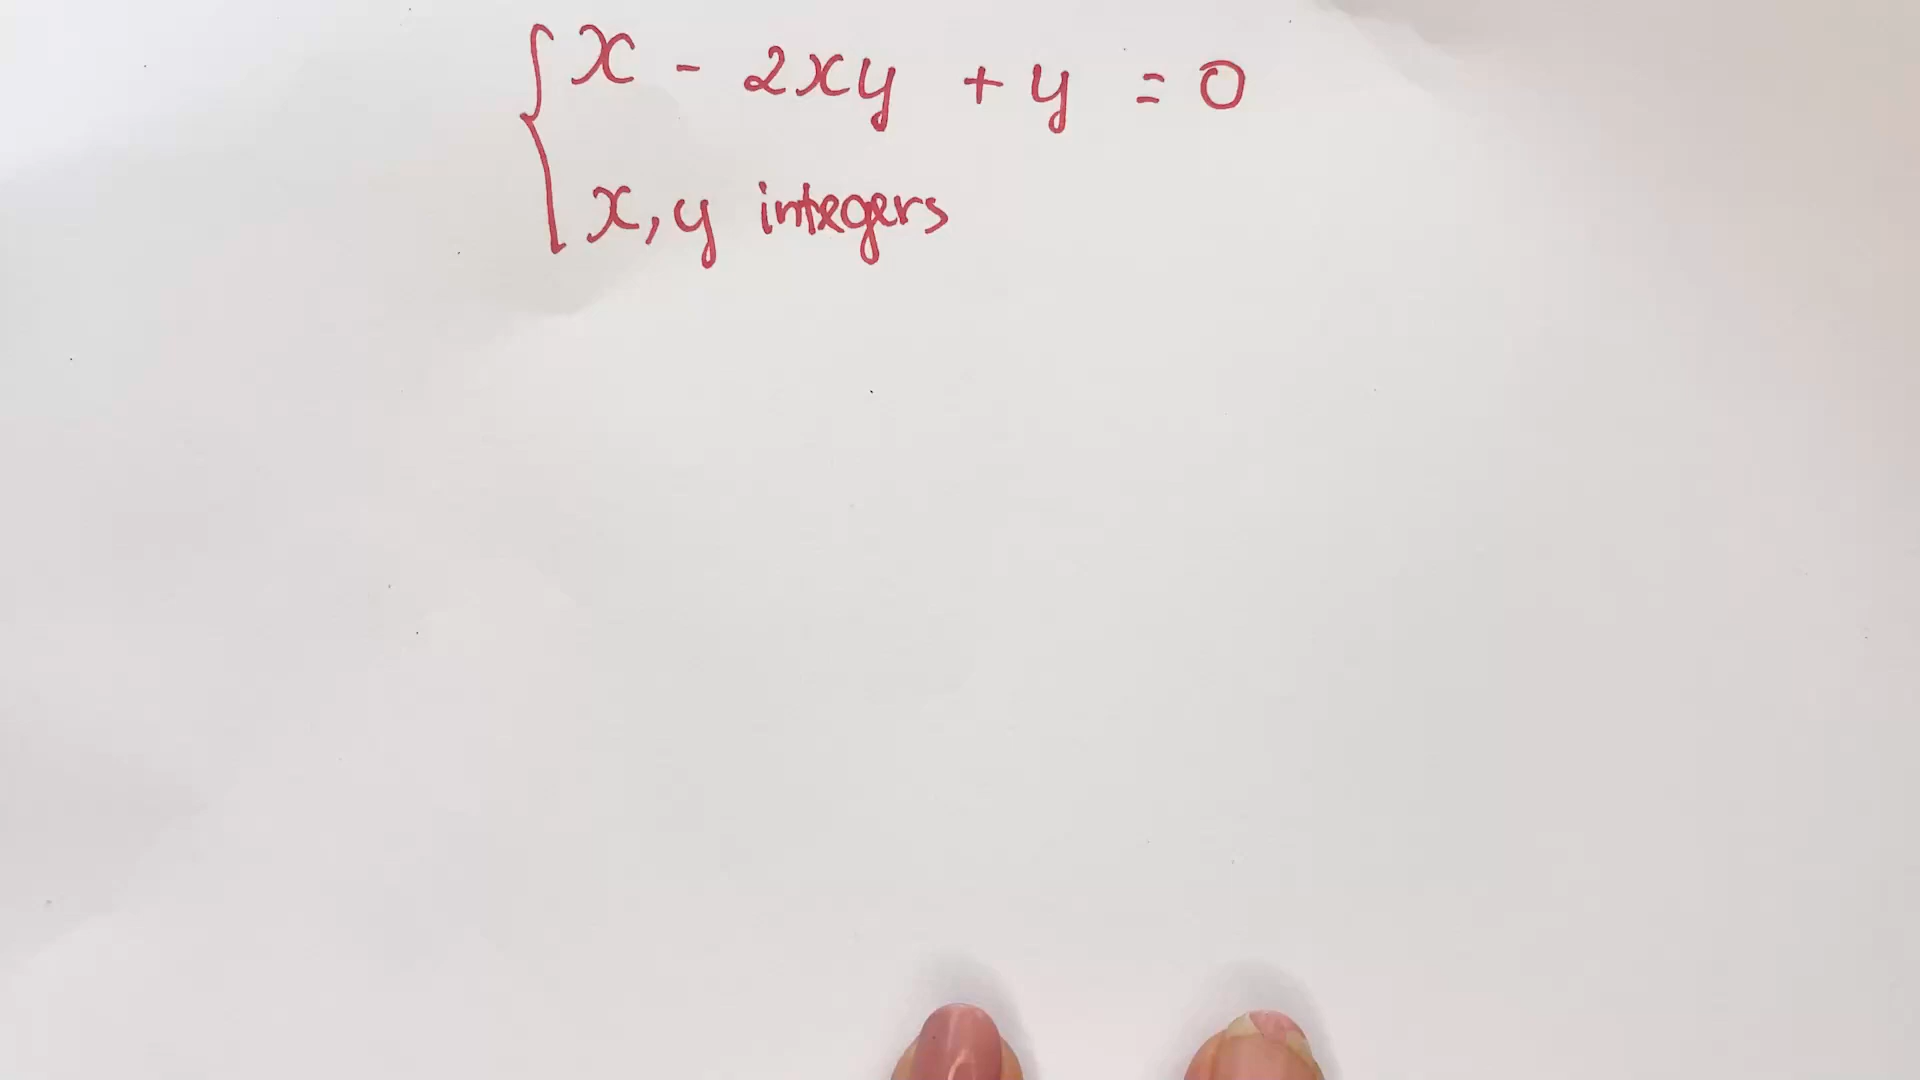 x - 2xy + y = 0
x, y integers